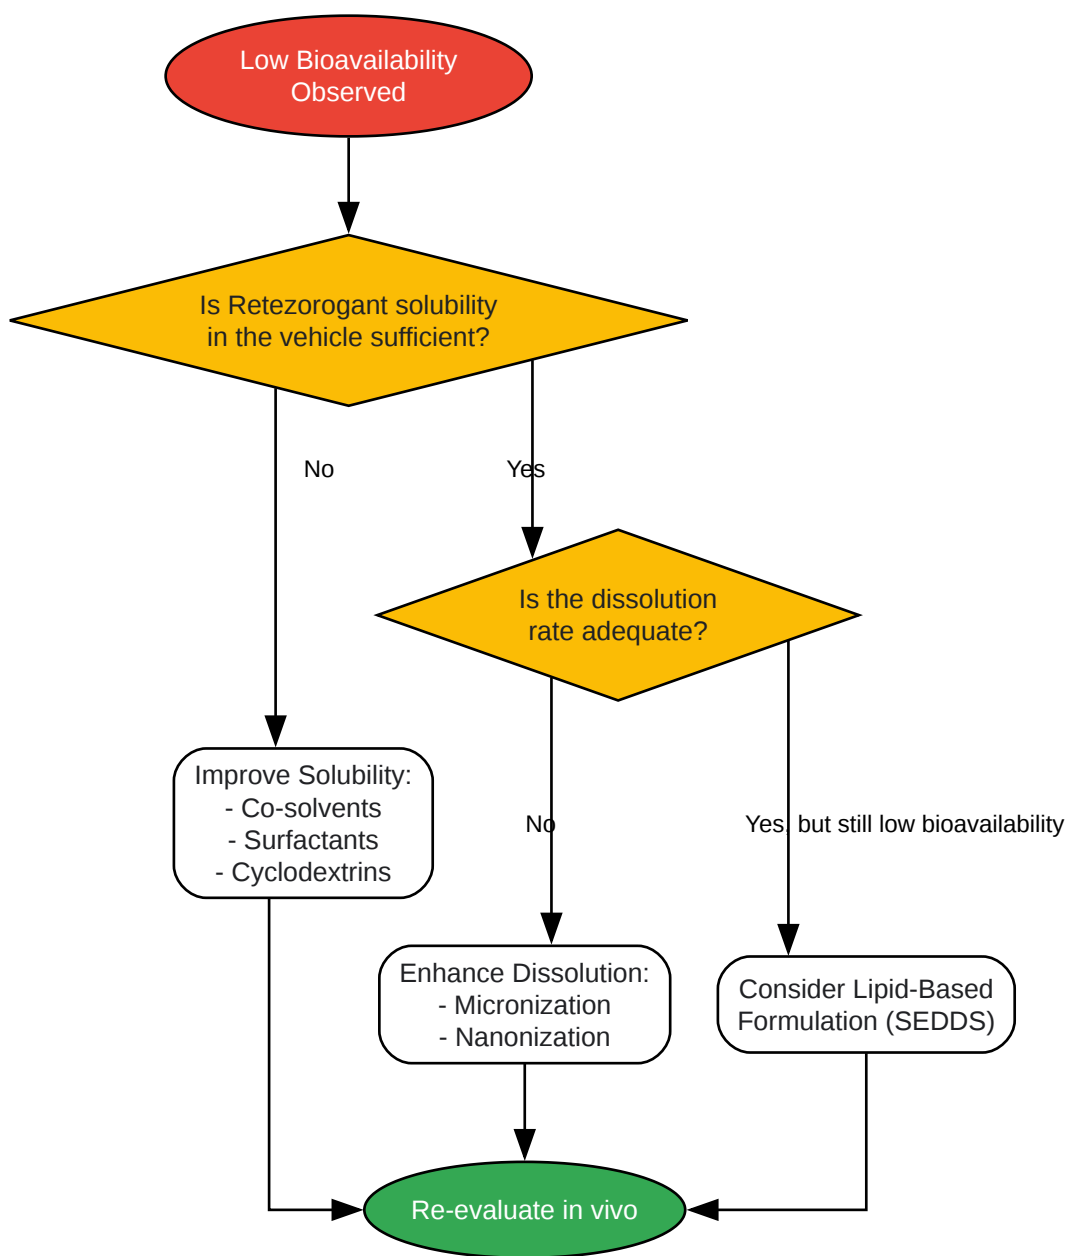 Low Bioavailability
Observed
Is Retezorogant solubility
in the vehicle sufficient?
No
Yes
Is the dissolution
rate adequate?
Improve Solubility:
- Co-solvents
- Surfactants
- Cyclodextrins
No
Yes, but still low bioavailability
Enhance Dissolution:
- Micronization
- Nanonization
Consider Lipid-Based
Formulation (SEDDS)
Re-evaluate in vivo